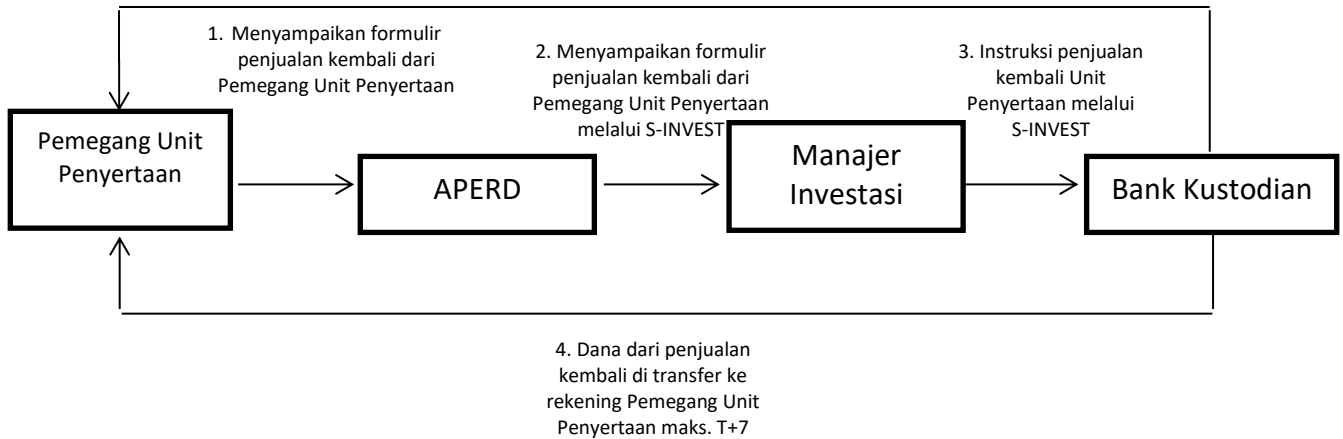 1. Menyampaikan formulir
penjualan kembali dari
Pemegang Unit Penyertaan
2. Menyampaikan formulir
penjualan kembali dari
Pemegang Unit Penyertaan
melalui S-INVEST
3. Instruksi penjualan
kembali Unit
Penyertaan melalui
S-INVEST
Pemegang Unit
Penyertaan
APERD
Manajer
Investasi
Bank Kustodian
4. Dana dari penjualan
kembali di transfer ke
rekening Pemegang Unit
Penyertaan maks. T+7